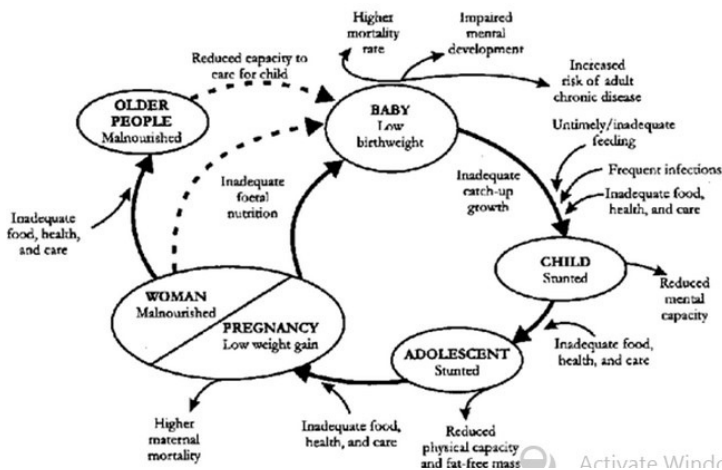 Higher
mortality
rate
Impaired
mental
development
Reduced capacity to
care for child
Increased
risk of adult
chronic disease
OLDER
PEOPLE
Malnourished
BABY
Low
birthweight
Untimely/inadequate
feeding
Frequent infections
Inadequate
catch-up
growth
Inadequate food,
health, and care
Inadequate
foetal
nutrition
Inadequate
food, health,
and care
CHILD
Stunted
Reduced
mental
capacity
WOMAN
Malnourished
PREGNANCY
Low weight gain
ADOLESCENT
Stunted
Inadequate food,
health, and care
Higher
maternal
mortality
Inadequate food,
health, and care
Reduced
physical capacity
and fat-free mass
Activate Windo